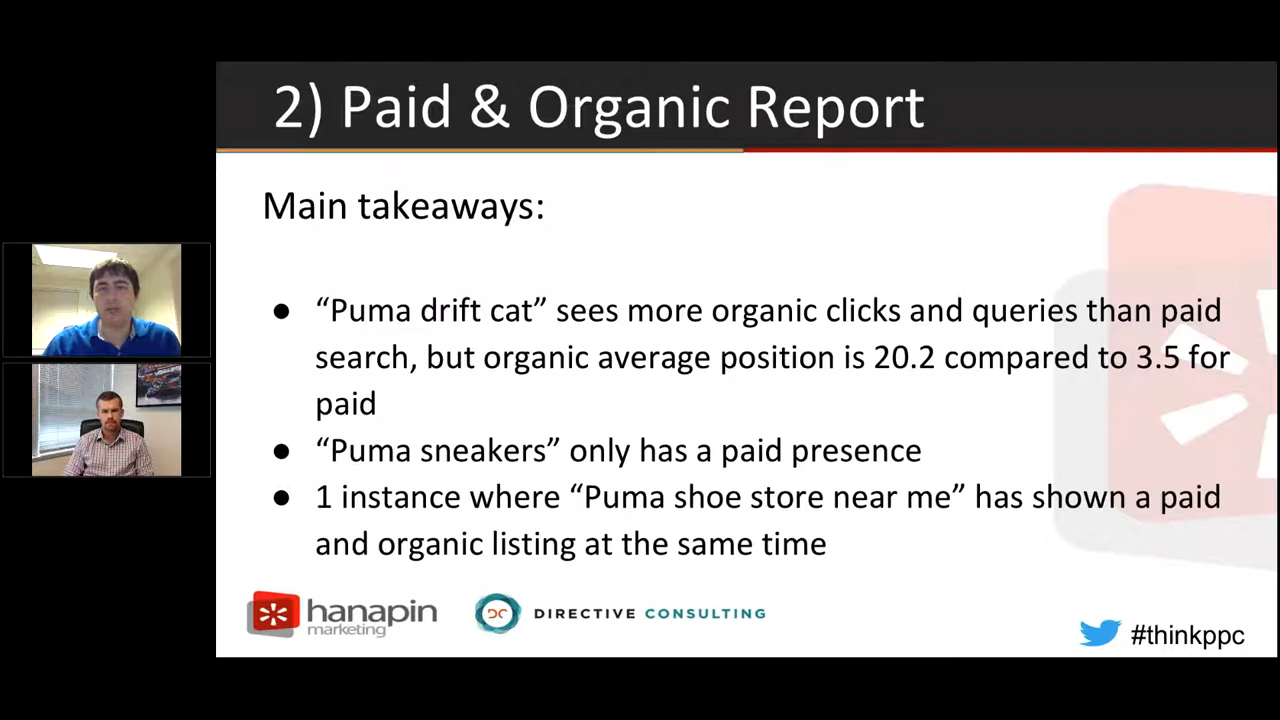 2) Paid & Organic Report
Main takeaways:
● “Puma drift cat” sees more organic clicks and queries than paid
search, but organic average position is 20.2 compared to 3.5 for
paid
● “Puma sneakers” only has a paid presence
● 1 instance where “Puma shoe store near me” has shown a paid
and organic listing at the same time
hanapin
marketing
DC DIRECTIVE CONSULTING
#thinkppc